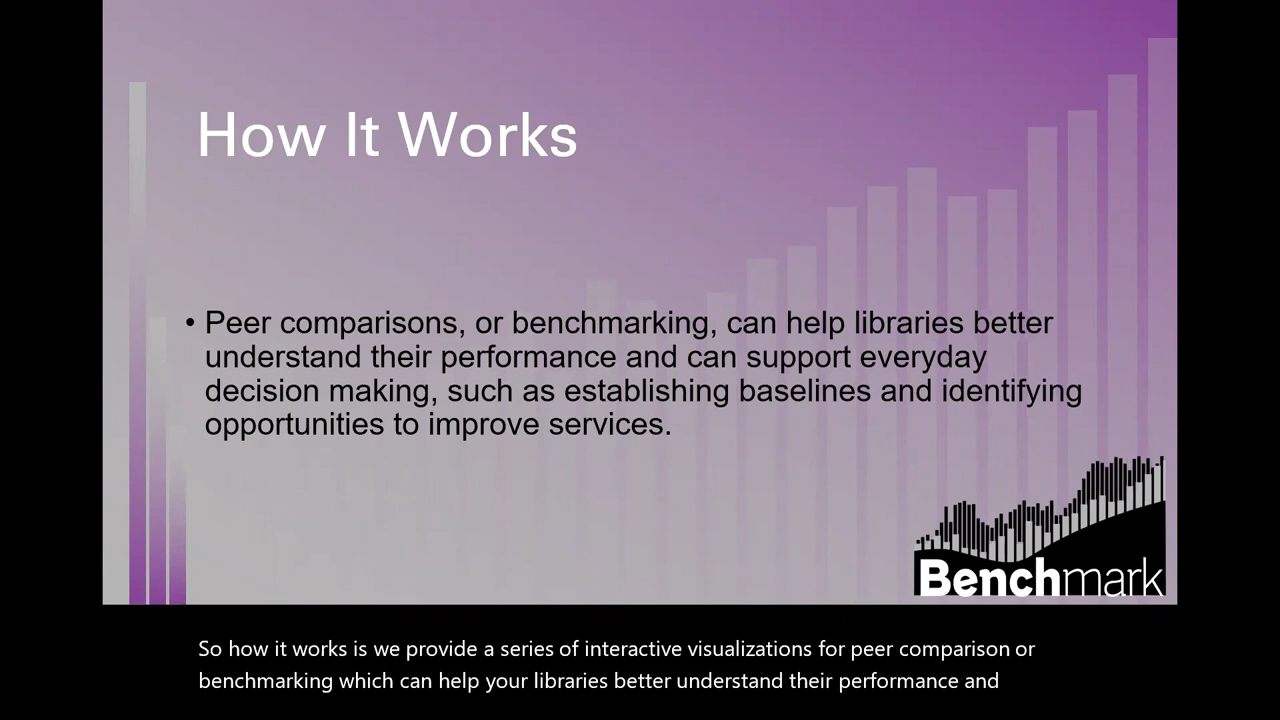 How It Works
• Peer comparisons, or benchmarking, can help libraries better
understand their performance and can support everyday
decision making, such as establishing baselines and identifying
opportunities to improve services.
Benchmark
So how it works is we provide a series of interactive visualizations for peer comparison or
benchmarking which can help your libraries better understand their performance and